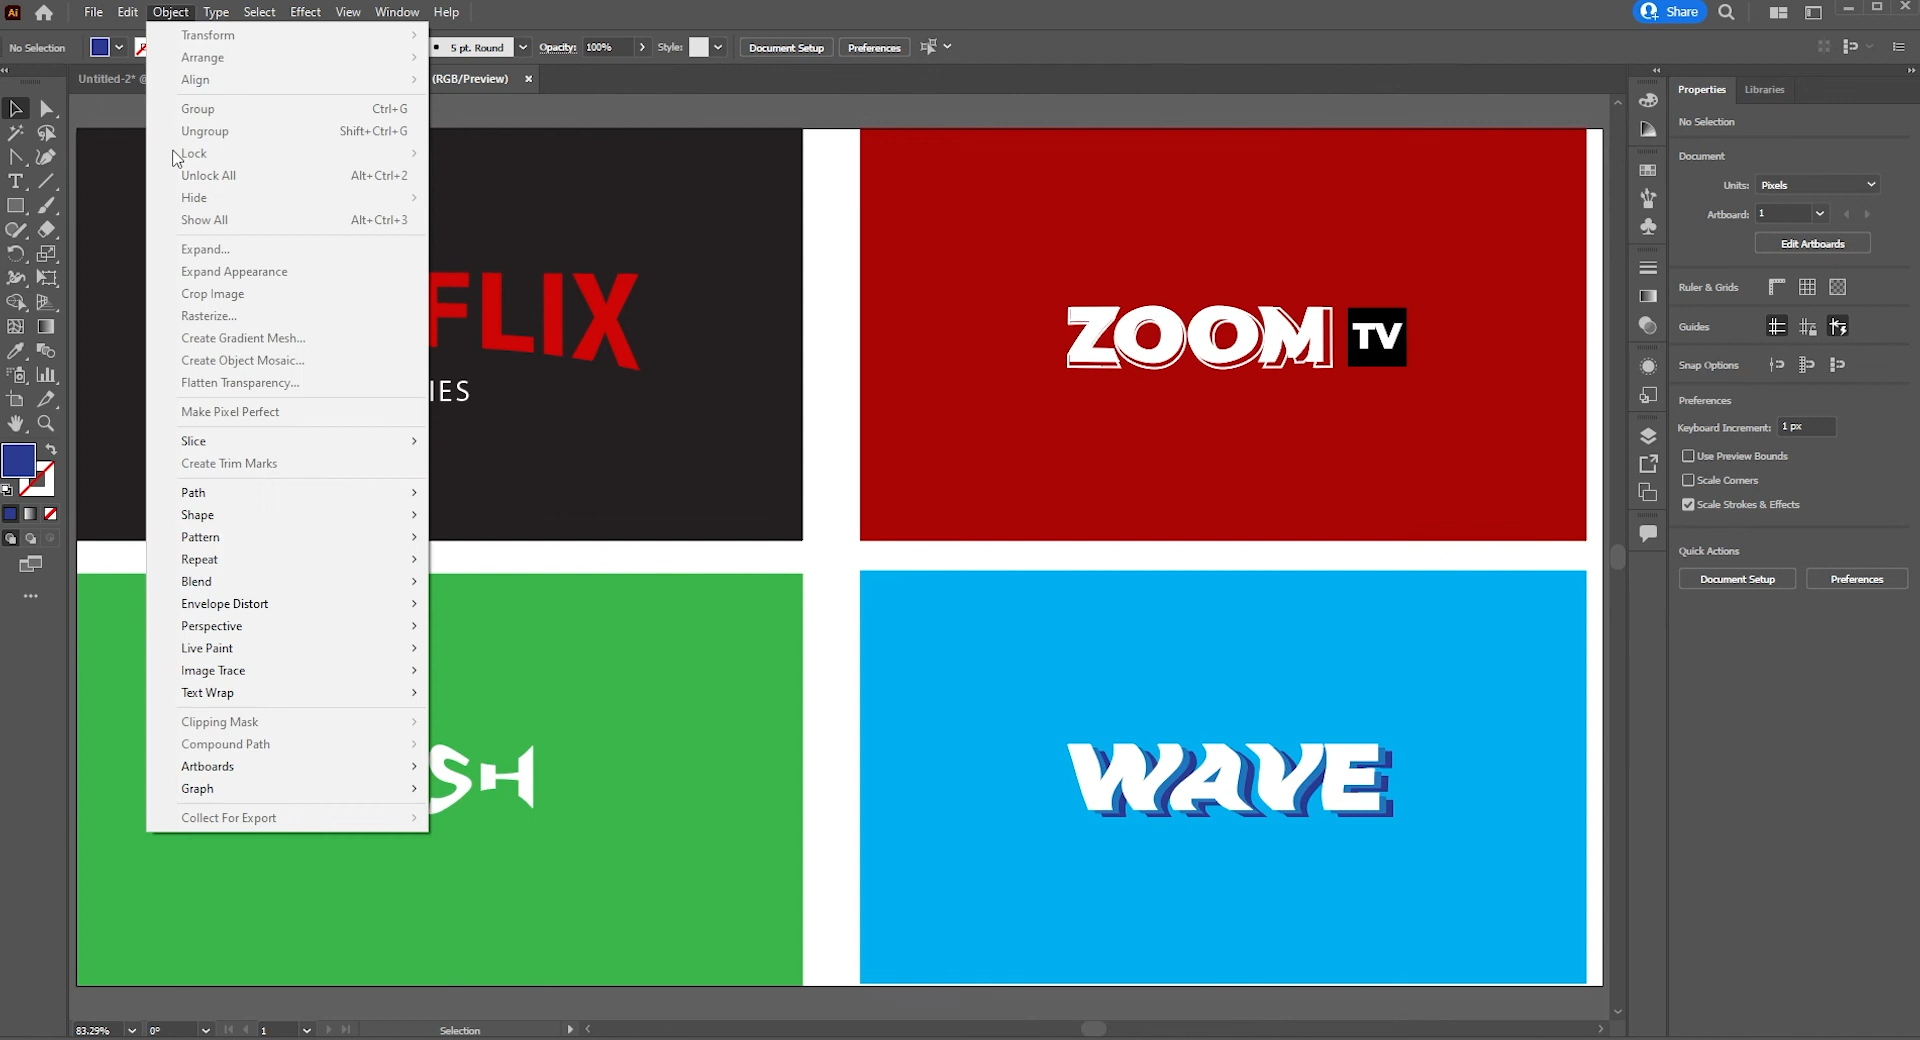 Ai File Edit Object Type Select Effect View Window Help Share
No Selection 5 pt. Round Opacity: 100% Style: Document Setup Preferences
Untitled-2* @ (RGB/Preview) ×
Transform
Arrange
Align
Group Ctrl+G
Ungroup Shift+Ctrl+G
Lock
Unlock All Alt+Ctrl+2
Hide
Show All Alt+Ctrl+3
Expand...
Expand Appearance
Crop Image
Rasterize...
Create Gradient Mesh...
Create Object Mosaic...
Flatten Transparency...
Make Pixel Perfect
Slice
Create Trim Marks
Path
Shape
Pattern
Repeat
Blend
Envelope Distort
Perspective
Live Paint
Image Trace
Text Wrap
Clipping Mask
Compound Path
Artboards
Graph
Collect For Export
FLIX
IES
ZOOM TV
SH
WAVE
Properties Libraries
No Selection
Document
Units: Pixels
Artboard: 1
Edit Artboards
Ruler & Grids
Guides
Snap Options
Preferences
Keyboard Increment: 1 px
Use Preview Bounds
Scale Corners
Scale Strokes & Effects
Quick Actions
Document Setup Preferences
83.29% 0° 1 Selection